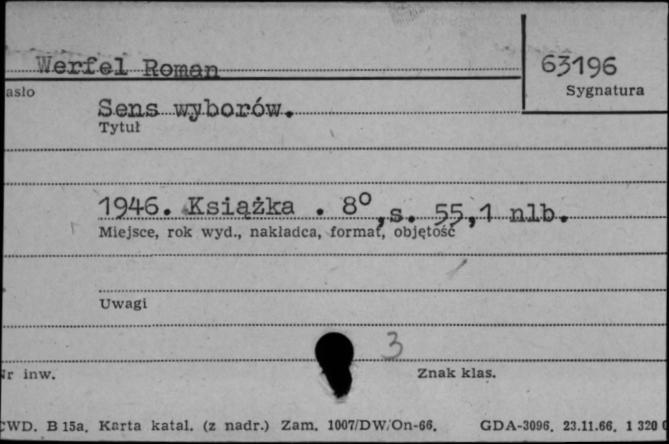 Werfel Roman
63196
asło
Sygnatura
Sens wyborów.
Tytuł
1946. Książka . 8°, s. 55,1 nlb.
Miejsce, rok wyd., nakładca, format, objętość
Uwagi
3
r inw.
Znak klas.
CWD. B 15a. Karta katal. (z nadr.) Zam. 1007/DW/On-66. GDA-3096. 23.11.66. 1 320